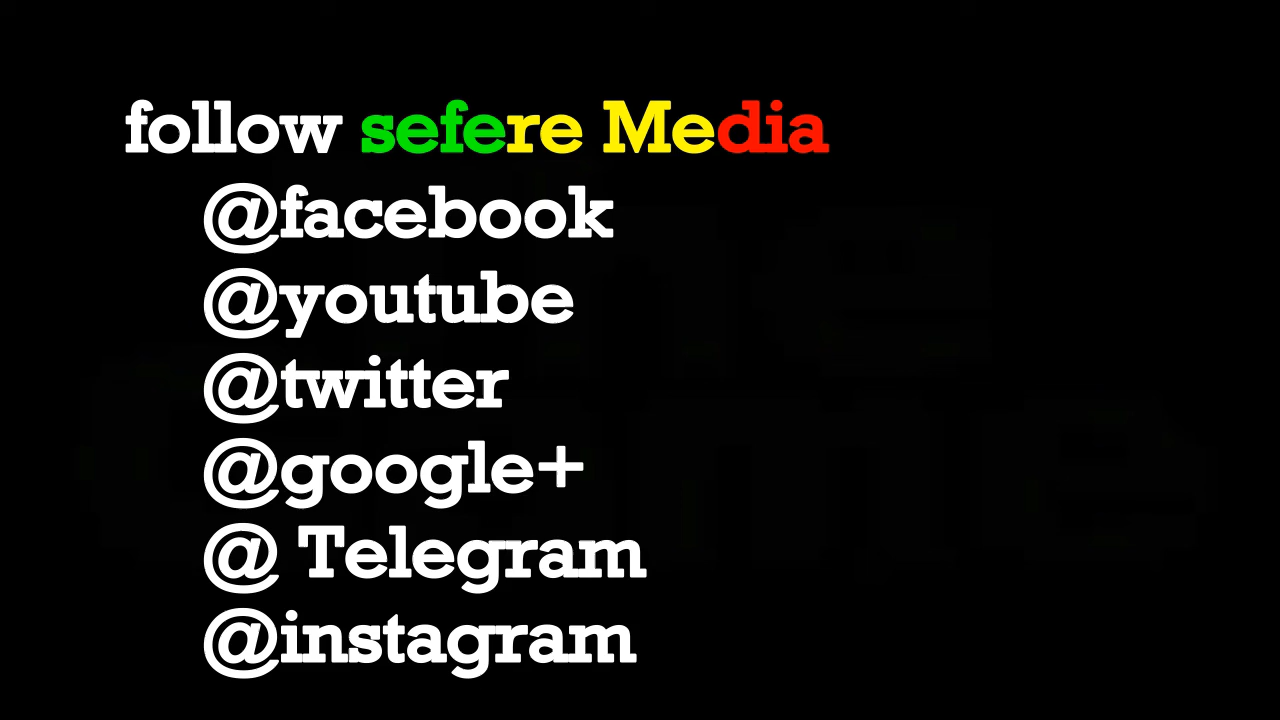 follow sefere Media
@facebook
@youtube
@twitter
@google+
@ Telegram
@instagram